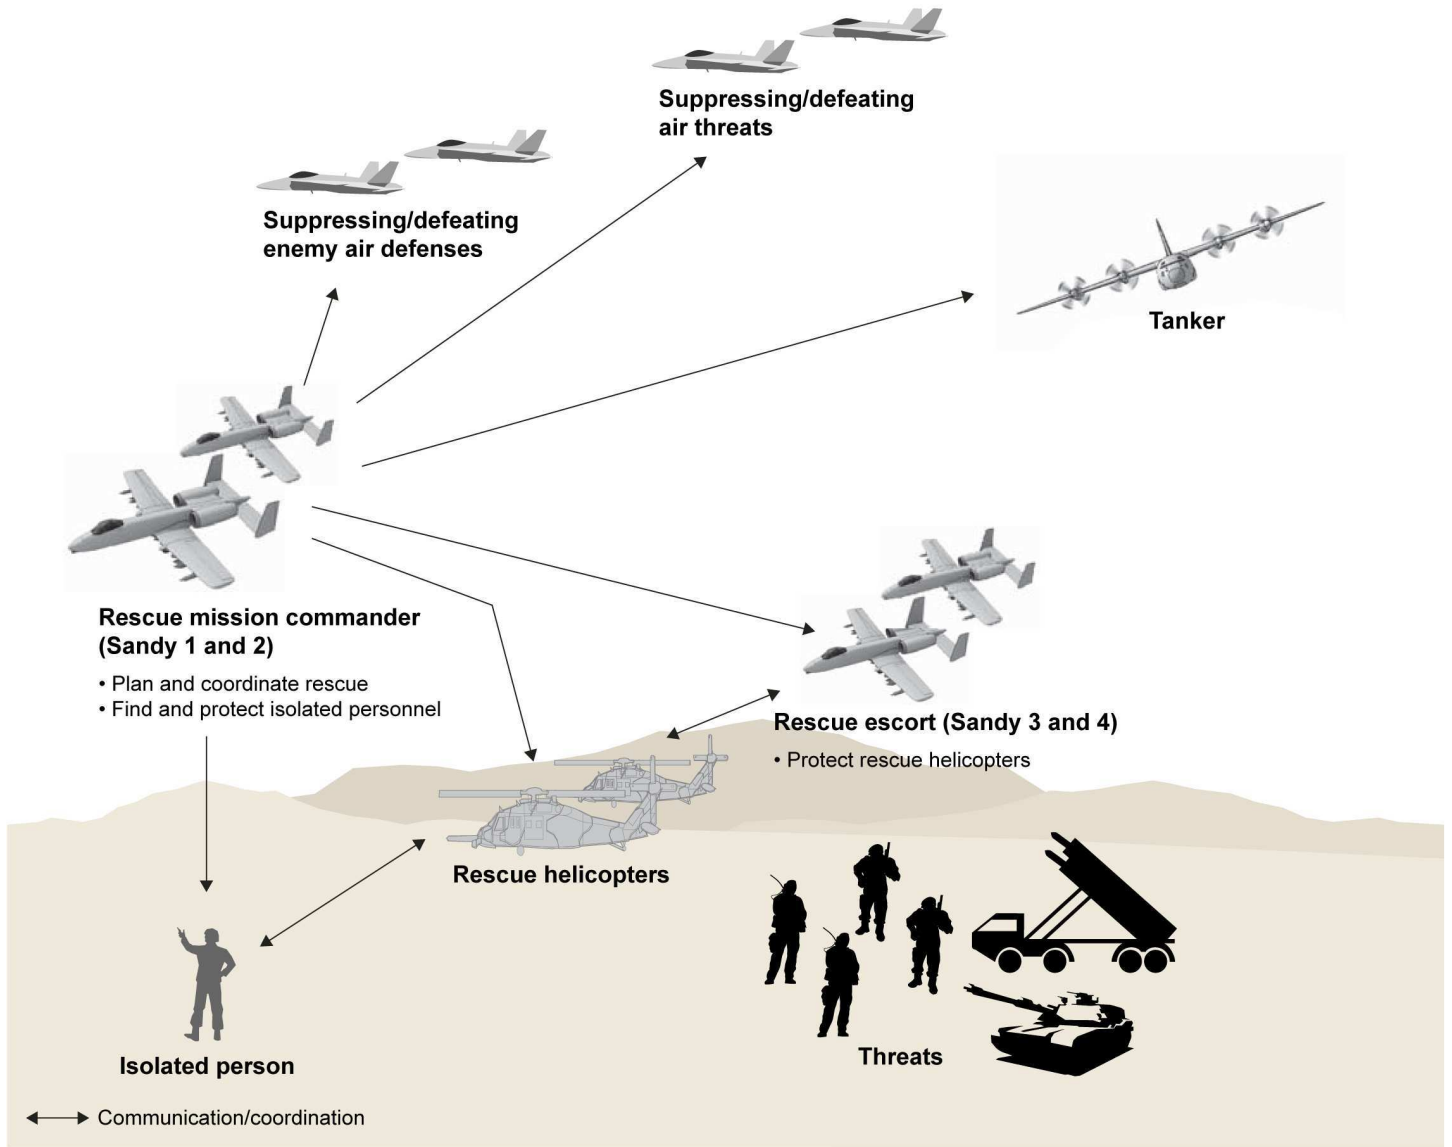 Suppressing/defeating
air threats
Suppressing/defeating
enemy air defenses
Tanker
Rescue mission commander
(Sandy 1 and 2)
• Plan and coordinate rescue
• Find and protect isolated personnel
Rescue escort (Sandy 3 and 4)
• Protect rescue helicopters
Rescue helicopters
Isolated person
Threats
Communication/coordination